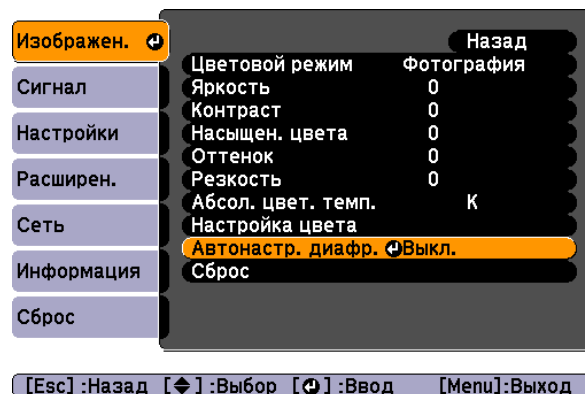 Изображен.
Сигнал
Настройки
Расширен.
Сеть
Информация
Сброс
Назад
Цветовой режим Фотография
Яркость 0
Контраст 0
Насыщен. цвета 0
Оттенок 0
Резкость 0
Абсол. цвет. темп. К
Настройка цвета
Автонастр. диафр. Выкл.
Сброс
[Esc] :Назад [ ] :Выбор [ ] :Ввод [Menu]:Выход